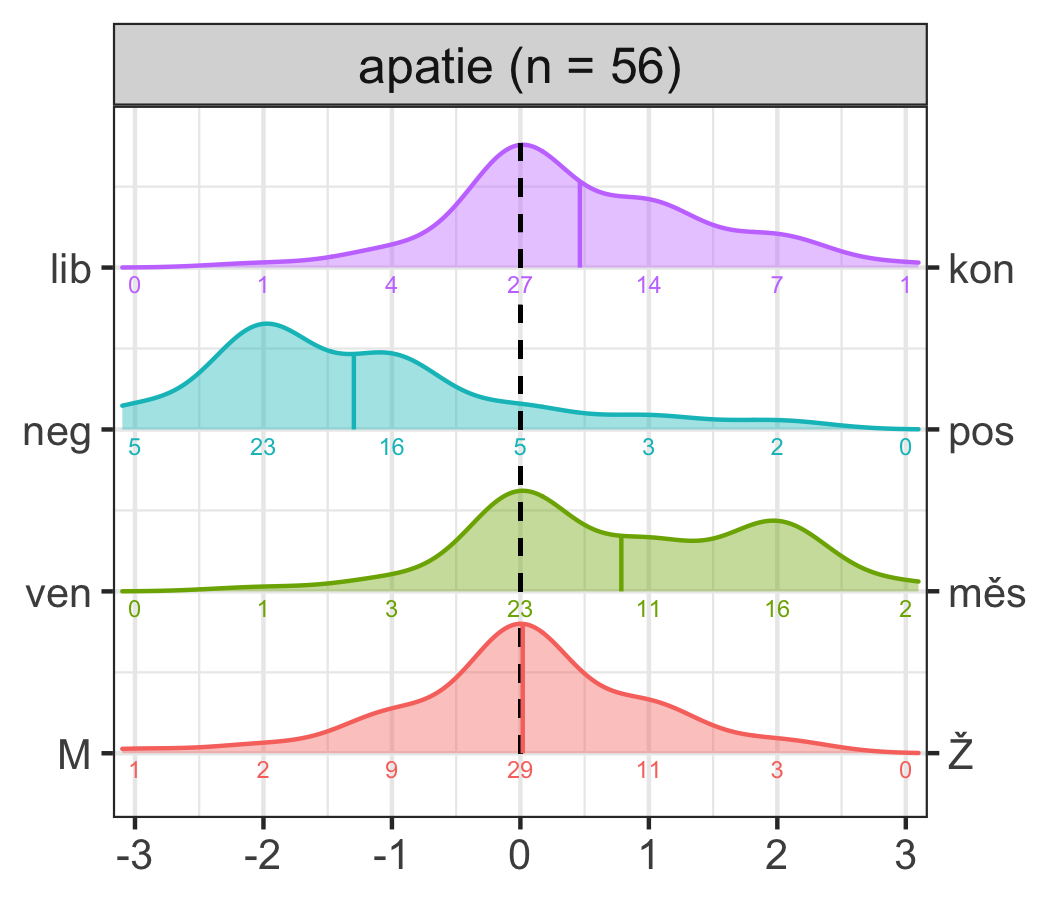 apatie (n = 56)
lib kon
0 1 4 27 14 7 1
neg pos
5 23 16 5 3 2 0
ven měs
0 1 3 23 11 16 2
M Ž
1 2 9 29 11 3 0
-3 -2 -1 0 1 2 3